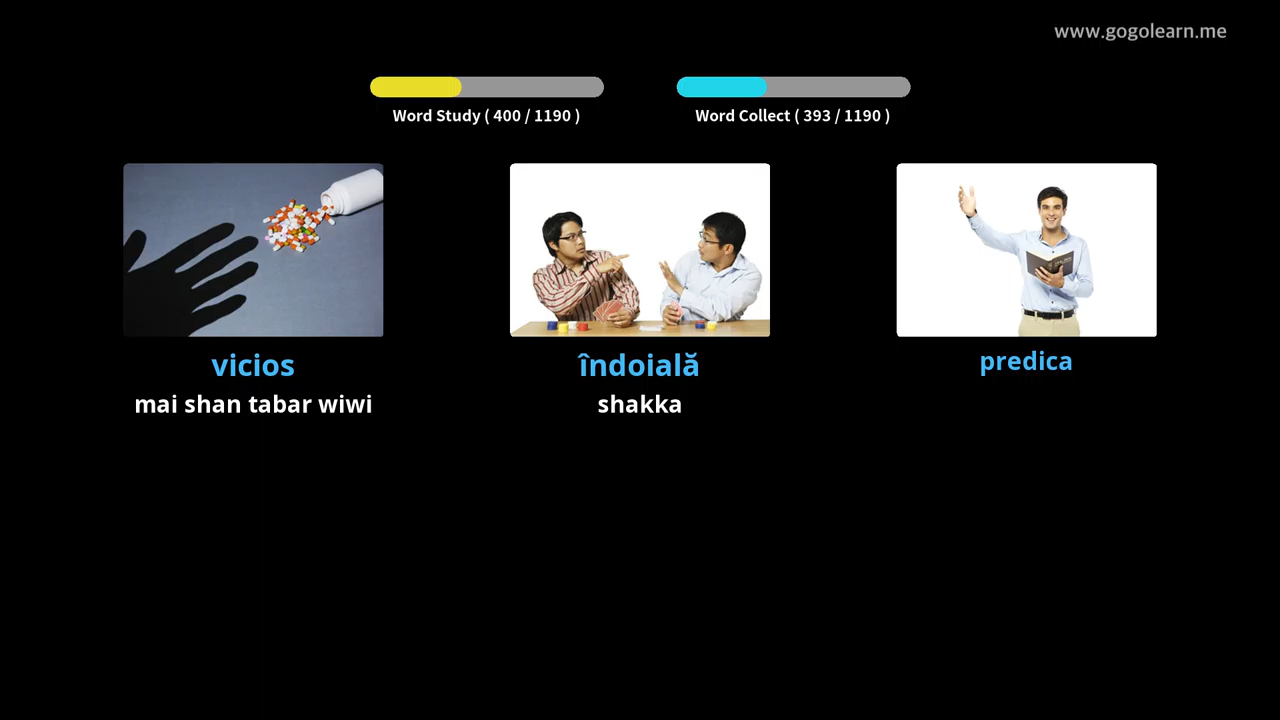 www.gogolearn.me
Word Study ( 400 / 1190 )
Word Collect ( 393 / 1190 )
vicios
îndoială
predica
mai shan tabar wiwi
shakka